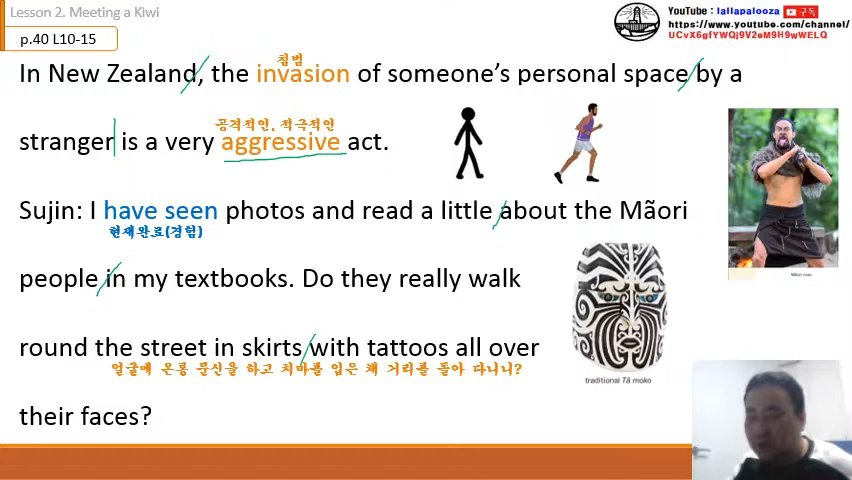 Lesson 2. Meeting a Kiwi
YouTube : lallapalooza 구독
https://www.youtube.com/channel/
UCvX6gfYWQj9V2eM9H9wWELQ
p.40 L10-15
침범
In New Zealand, the invasion of someone's personal space by a
공격적인, 적극적인
stranger is a very aggressive act.
Sujin: I have seen photos and read a little about the Mãori
현재완료(경험)
people in my textbooks. Do they really walk
round the street in skirts with tattoos all over
얼굴에 온통 문신을 하고 치마를 입은 채 거리를 돌아 다니니?
their faces?
Māori man
traditional Tā moko